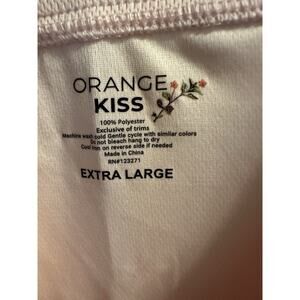 ORANGE
KISS
100% Polyester
Exclusive of trims
Machine wash cold Gentle cycle with similar colors
Do not bleach hang to dry
Cool iron on reverse side if needed
Made in China
RN#123271
EXTRA LARGE